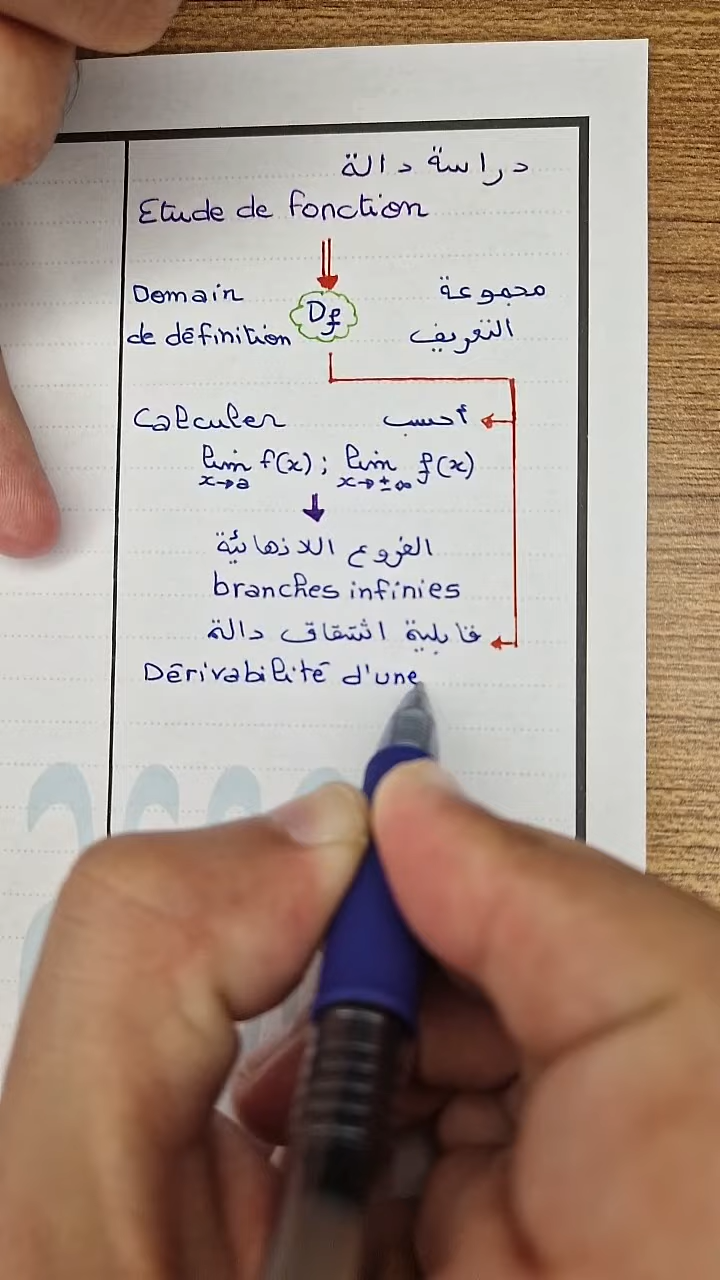 دراسة دالة
Etude de fonction
Domain
de définition
Df
مجموعة
التعريف
Calculer أحسب
lim f(x) ; lim f(x)
x→a x→±∞
الفروع اللانهائية
branches infinies
قابلية اشتقاق دالة
Dérivabilité d'une